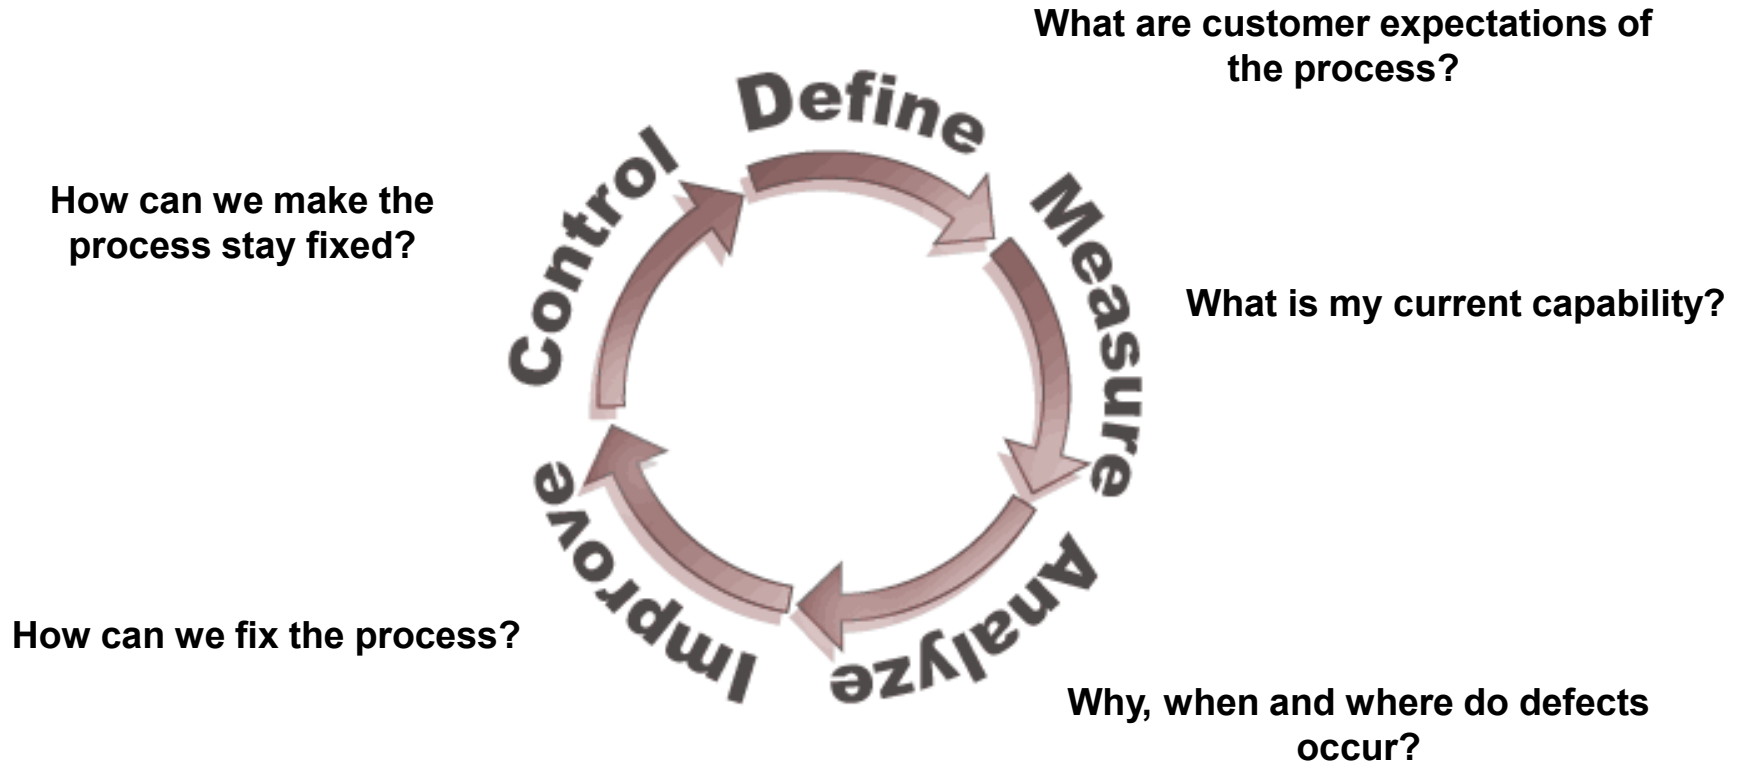 Define
What are customer expectations of
the process?
Measure
What is my current capability?
Analyze
Why, when and where do defects
occur?
Improve
How can we fix the process?
Control
How can we make the
process stay fixed?